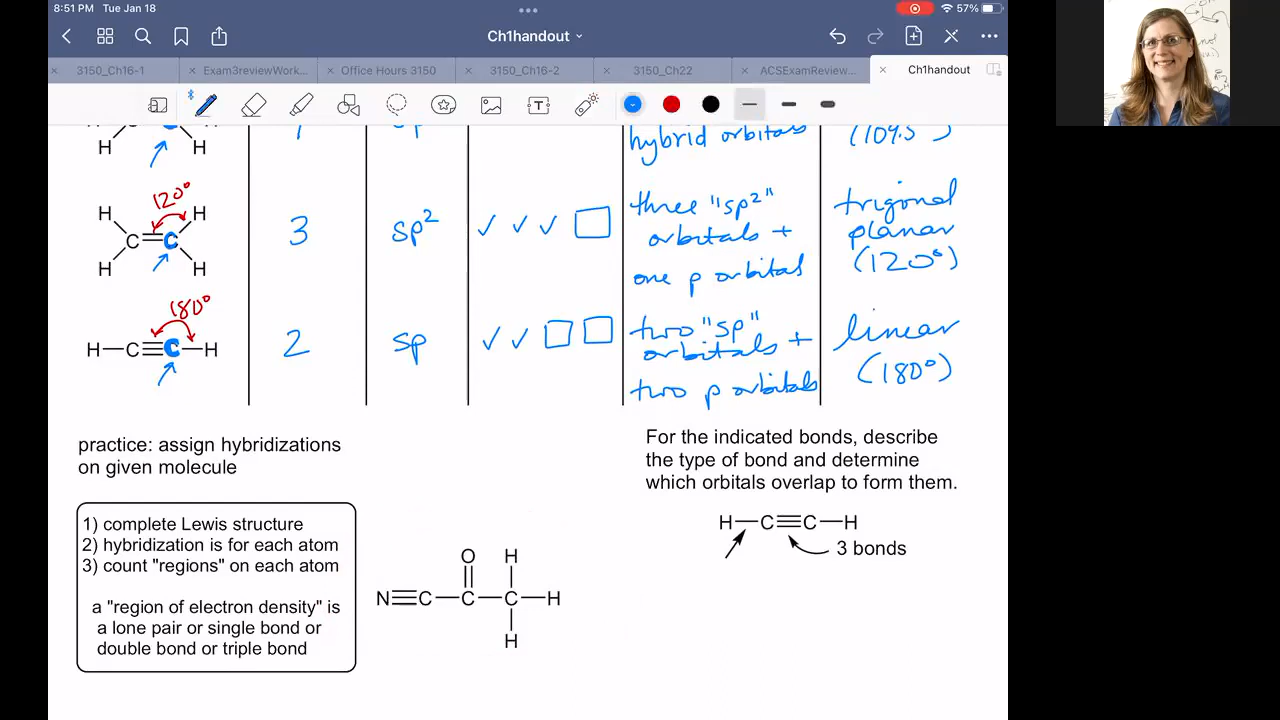 8:51 PM Tue Jan 18
57%
Ch1handout
3150_Ch16-1
Exam3reviewWork...
Office Hours 3150
3150_Ch16-2
3150_Ch22
ACSExamReview...
Ch1handout
H H
hybrid orbitals
(109.5°)
120°
H H
C=C
H H
3
sp²
✓ ✓ ✓ □
three "sp²"
orbitals +
one p orbital
trigonal
planar
(120°)
180°
H—C≡C—H
2
sp
✓ ✓ □ □
two "sp"
orbitals +
two p orbitals
linear
(180°)
practice: assign hybridizations
on given molecule
1) complete Lewis structure
2) hybridization is for each atom
3) count "regions" on each atom
a "region of electron density" is
a lone pair or single bond or
double bond or triple bond
O H
N≡C—C—C—H
H
For the indicated bonds, describe
the type of bond and determine
which orbitals overlap to form them.
H—C≡C—H
3 bonds